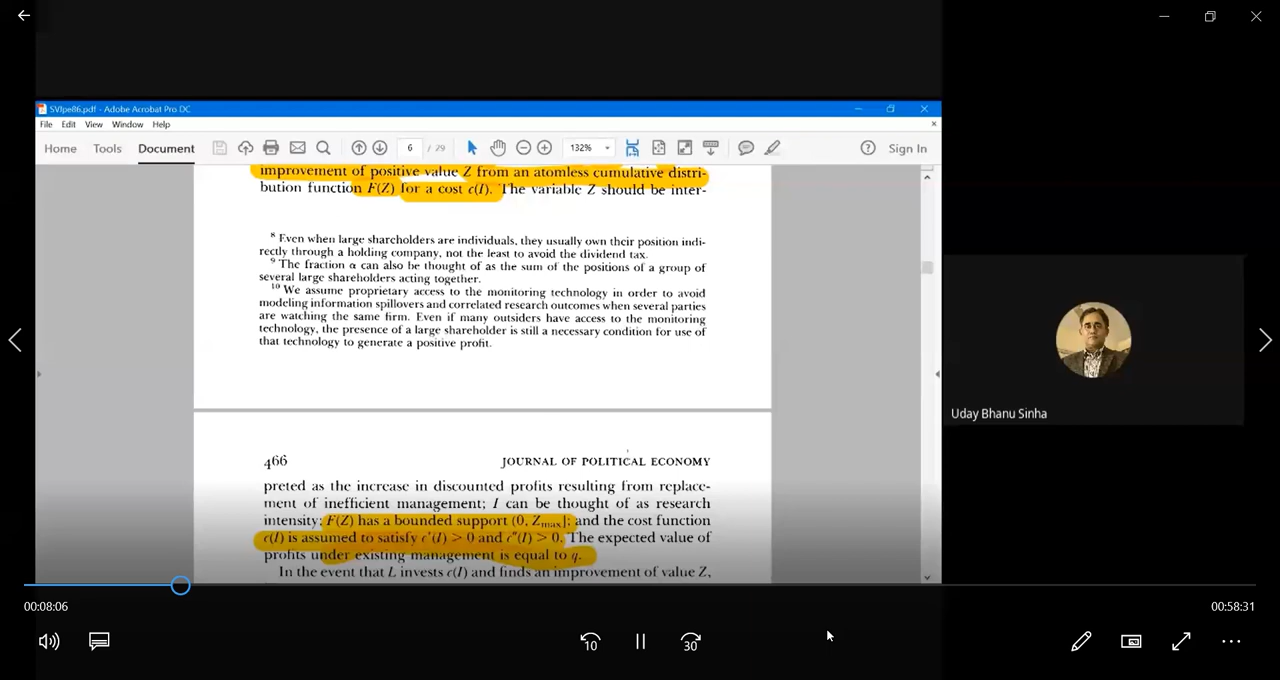 SVJpe86.pdf - Adobe Acrobat Pro DC
File Edit View Window Help
Home Tools Document 6 / 29 132% Sign In
improvement of positive value Z from an atomless cumulative distri-
bution function F(Z) for a cost c(I). The variable Z should be inter-
⁸ Even when large shareholders are individuals, they usually own their position indi-
rectly through a holding company, not the least to avoid the dividend tax.
⁹ The fraction α can also be thought of as the sum of the positions of a group of
several large shareholders acting together.
¹⁰ We assume proprietary access to the monitoring technology in order to avoid
modeling information spillovers and correlated research outcomes when several parties
are watching the same firm. Even if many outsiders have access to the monitoring
technology, the presence of a large shareholder is still a necessary condition for use of
that technology to generate a positive profit.
Uday Bhanu Sinha
466 JOURNAL OF POLITICAL ECONOMY
preted as the increase in discounted profits resulting from replace-
ment of inefficient management; I can be thought of as research
intensity; F(Z) has a bounded support (0, Zmax]; and the cost function
c(I) is assumed to satisfy c'(I) > 0 and c''(I) > 0. The expected value of
profits under existing management is equal to q.
In the event that L invests c(I) and finds an improvement of value Z,
00:08:06 00:58:31
10 30